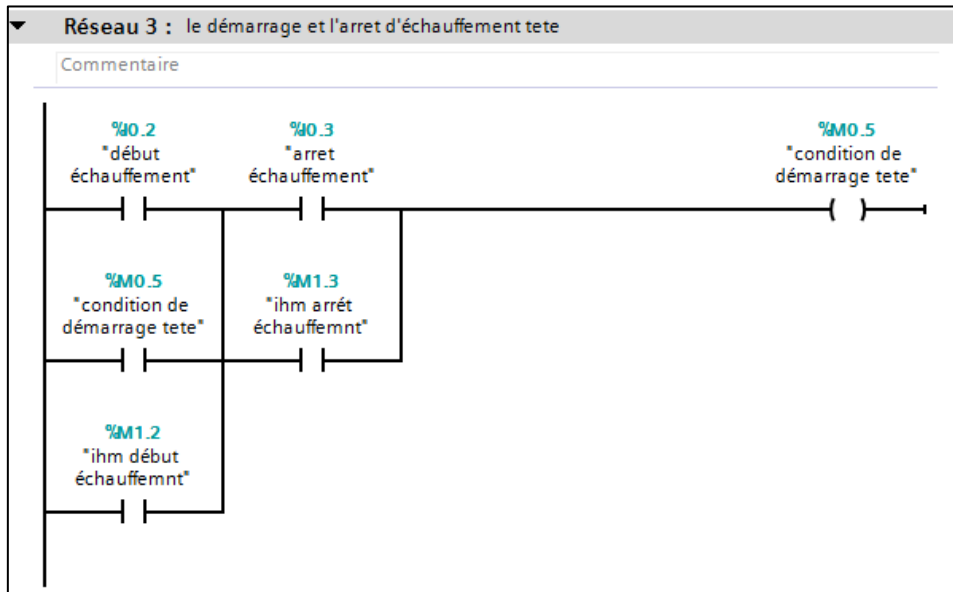 Réseau 3 : le démarrage et l'arret d'échauffement tete
Commentaire
%I0.2
"début
échauffement"
%I0.3
"arret
échauffement"
%M0.5
"condition de
démarrage tete"
%M0.5
"condition de
démarrage tete"
%M1.3
"ihm arrét
échauffemnt"
%M1.2
"ihm début
échauffemnt"